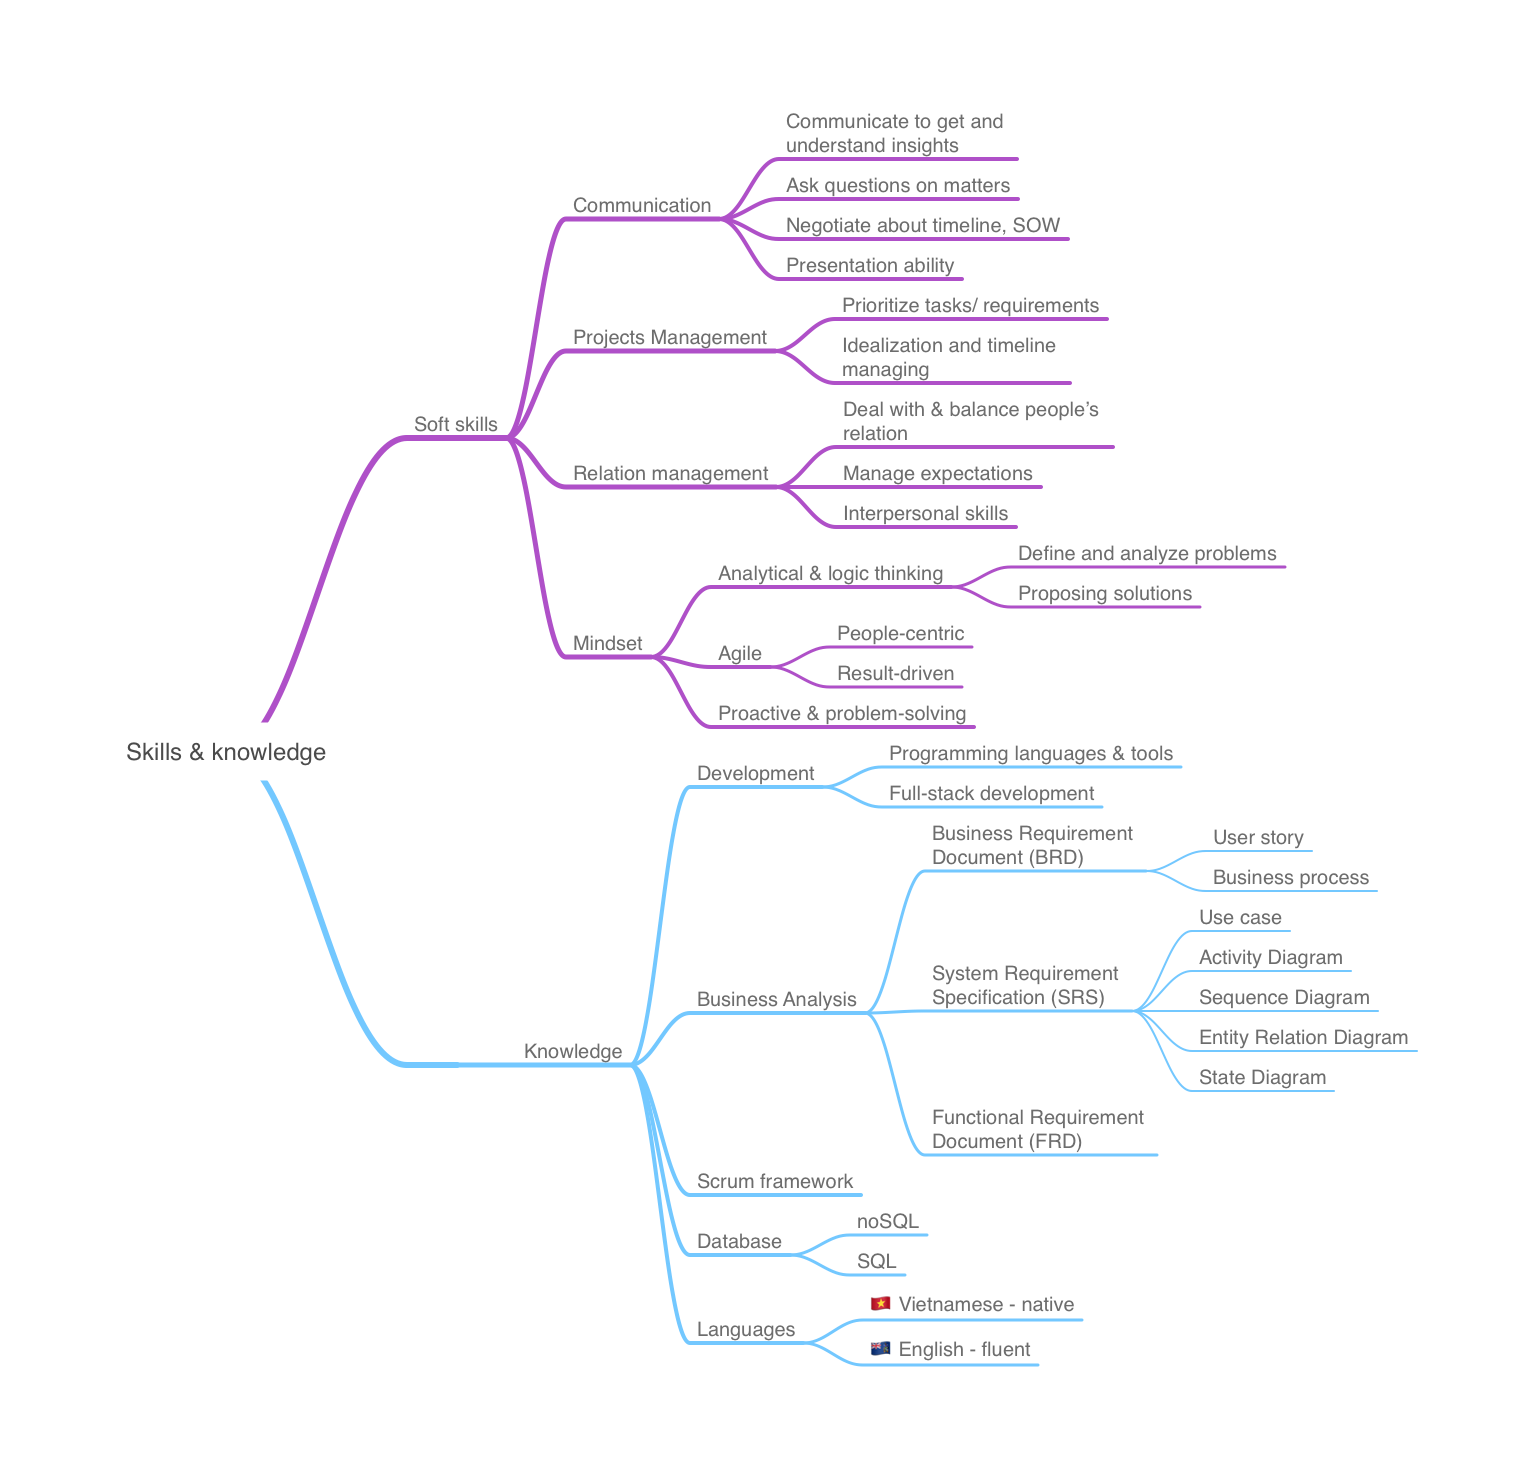 Skills & knowledge
Soft skills
Communication
Communicate to get and
understand insights
Ask questions on matters
Negotiate about timeline, SOW
Presentation ability
Projects Management
Prioritize tasks/ requirements
Idealization and timeline
managing
Relation management
Deal with & balance people’s
relation
Manage expectations
Interpersonal skills
Mindset
Analytical & logic thinking
Define and analyze problems
Proposing solutions
Agile
People-centric
Result-driven
Proactive & problem-solving
Knowledge
Development
Programming languages & tools
Full-stack development
Business Analysis
Business Requirement
Document (BRD)
User story
Business process
System Requirement
Specification (SRS)
Use case
Activity Diagram
Sequence Diagram
Entity Relation Diagram
State Diagram
Functional Requirement
Document (FRD)
Scrum framework
Database
noSQL
SQL
Languages
Vietnamese - native
English - fluent